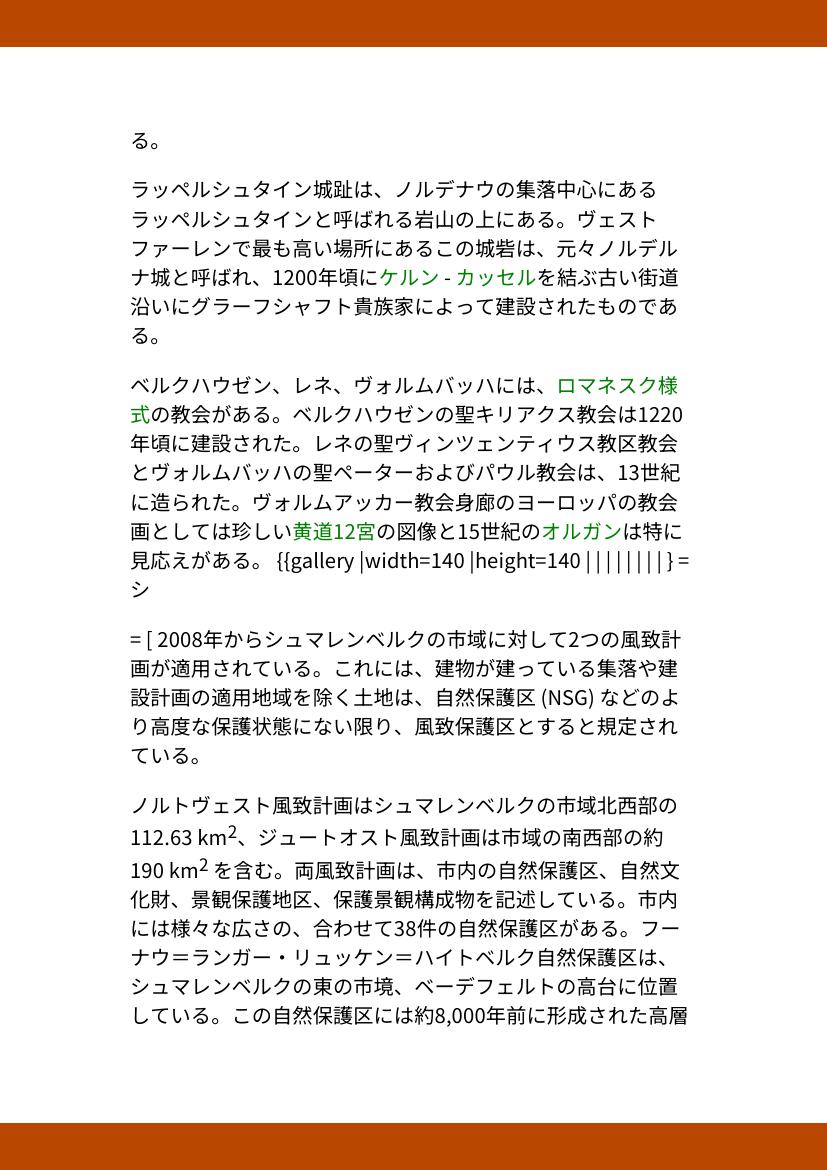 る。
ラッペルシュタイン城趾は、ノルデナウの集落中心にある
ラッペルシュタインと呼ばれる岩山の上にある。ヴェスト
ファーレンで最も高い場所にあるこの城砦は、元々ノルデル
ナ城と呼ばれ、1200年頃にケルン - カッセルを結ぶ古い街道
沿いにグラーフシャフト貴族家によって建設されたものであ
る。
ベルクハウゼン、レネ、ヴォルムバッハには、ロマネスク様
式の教会がある。ベルクハウゼンの聖キリアクス教会は1220
年頃に建設された。レネの聖ヴィンツェンティウス教区教会
とヴォルムバッハの聖ペーターおよびパウル教会は、13世紀
に造られた。ヴォルムアッカー教会身廊のヨーロッパの教会
画としては珍しい黄道12宮の図像と15世紀のオルガンは特に
見応えがある。 {{gallery |width=140 |height=140 | | | | | | | | } =
シ
= [ 2008年からシュマレンベルクの市域に対して2つの風致計
画が適用されている。これには、建物が建っている集落や建
設計画の適用地域を除く土地は、自然保護区 (NSG) などのよ
り高度な保護状態にない限り、風致保護区とすると規定され
ている。
ノルトヴェスト風致計画はシュマレンベルクの市域北西部の
112.63 km²、ジュートオスト風致計画は市域の南西部の約
190 km² を含む。両風致計画は、市内の自然保護区、自然文
化財、景観保護地区、保護景観構成物を記述している。市内
には様々な広さの、合わせて38件の自然保護区がある。フー
ナウ＝ランガー・リュッケン＝ハイトベルク自然保護区は、
シュマレンベルクの東の市境、ベーデフェルトの高台に位置
している。この自然保護区には約8,000年前に形成された高層